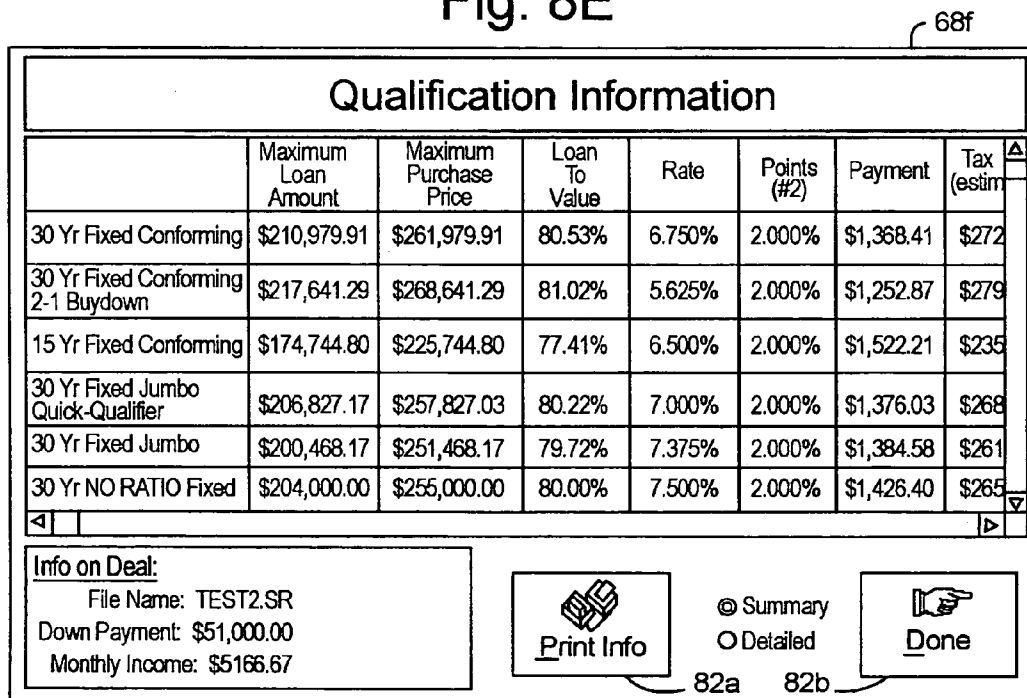 Fig. 8E
68f
Qualification Information
Maximum Loan Amount Maximum Purchase Price Loan To Value Rate Points (#2) Payment Tax (estim
30 Yr Fixed Conforming $210,979.91 $261,979.91 80.53% 6.750% 2.000% $1,368.41 $272
30 Yr Fixed Conforming 2-1 Buydown $217,641.29 $268,641.29 81.02% 5.625% 2.000% $1,252.87 $279
15 Yr Fixed Conforming $174,744.80 $225,744.80 77.41% 6.500% 2.000% $1,522.21 $235
30 Yr Fixed Jumbo Quick-Qualifier $206,827.17 $257,827.03 80.22% 7.000% 2.000% $1,376.03 $268
30 Yr Fixed Jumbo $200,468.17 $251,468.17 79.72% 7.375% 2.000% $1,384.58 $261
30 Yr NO RATIO Fixed $204,000.00 $255,000.00 80.00% 7.500% 2.000% $1,426.40 $265
Info on Deal:
File Name: TEST2.SR
Down Payment: $51,000.00
Monthly Income: $5166.67
Print Info
Summary
Detailed
Done
82a 82b